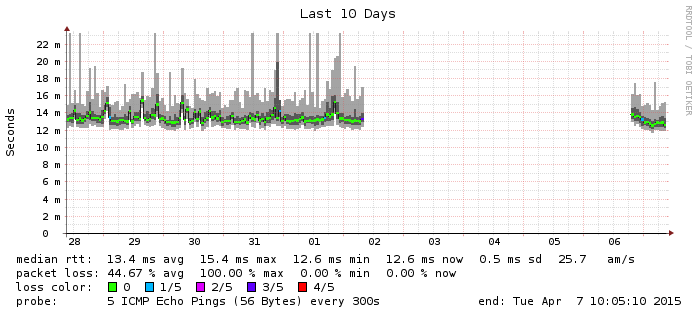 Last 10 Days
RRDTOOL / TOBI OETIKER
Seconds
22 m
20 m
18 m
16 m
14 m
12 m
10 m
8 m
6 m
4 m
2 m
0
28 29 30 31 01 02 03 04 05 06
median rtt: 13.4 ms avg 15.4 ms max 12.6 ms min 12.6 ms now 0.5 ms sd 25.7 am/s
packet loss: 44.67 % avg 100.00 % max 0.00 % min 0.00 % now
loss color: 0 1/5 2/5 3/5 4/5
probe: 5 ICMP Echo Pings (56 Bytes) every 300s end: Tue Apr 7 10:05:10 2015